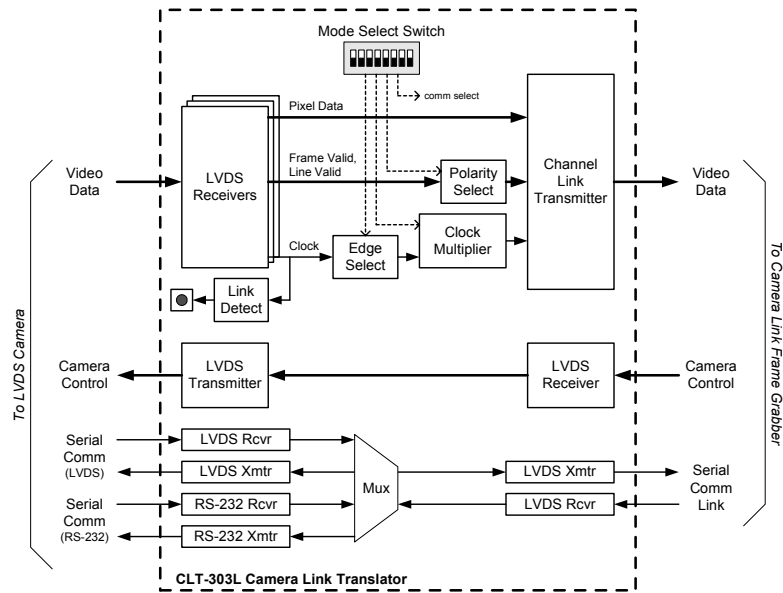 Mode Select Switch
comm select
Pixel Data
Frame Valid,
Line Valid
Clock
Video
Data
LVDS
Receivers
Polarity
Select
Channel
Link
Transmitter
Video
Data
Edge
Select
Clock
Multiplier
Link
Detect
Camera
Control
LVDS
Transmitter
LVDS
Receiver
Camera
Control
Serial
Comm
(LVDS)
LVDS Rcvr
LVDS Xmtr
Serial
Comm
(RS-232)
RS-232 Rcvr
RS-232 Xmtr
Mux
LVDS Xmtr
LVDS Rcvr
Serial
Comm
Link
To LVDS Camera
To Camera Link Frame Grabber
CLT-303L Camera Link Translator